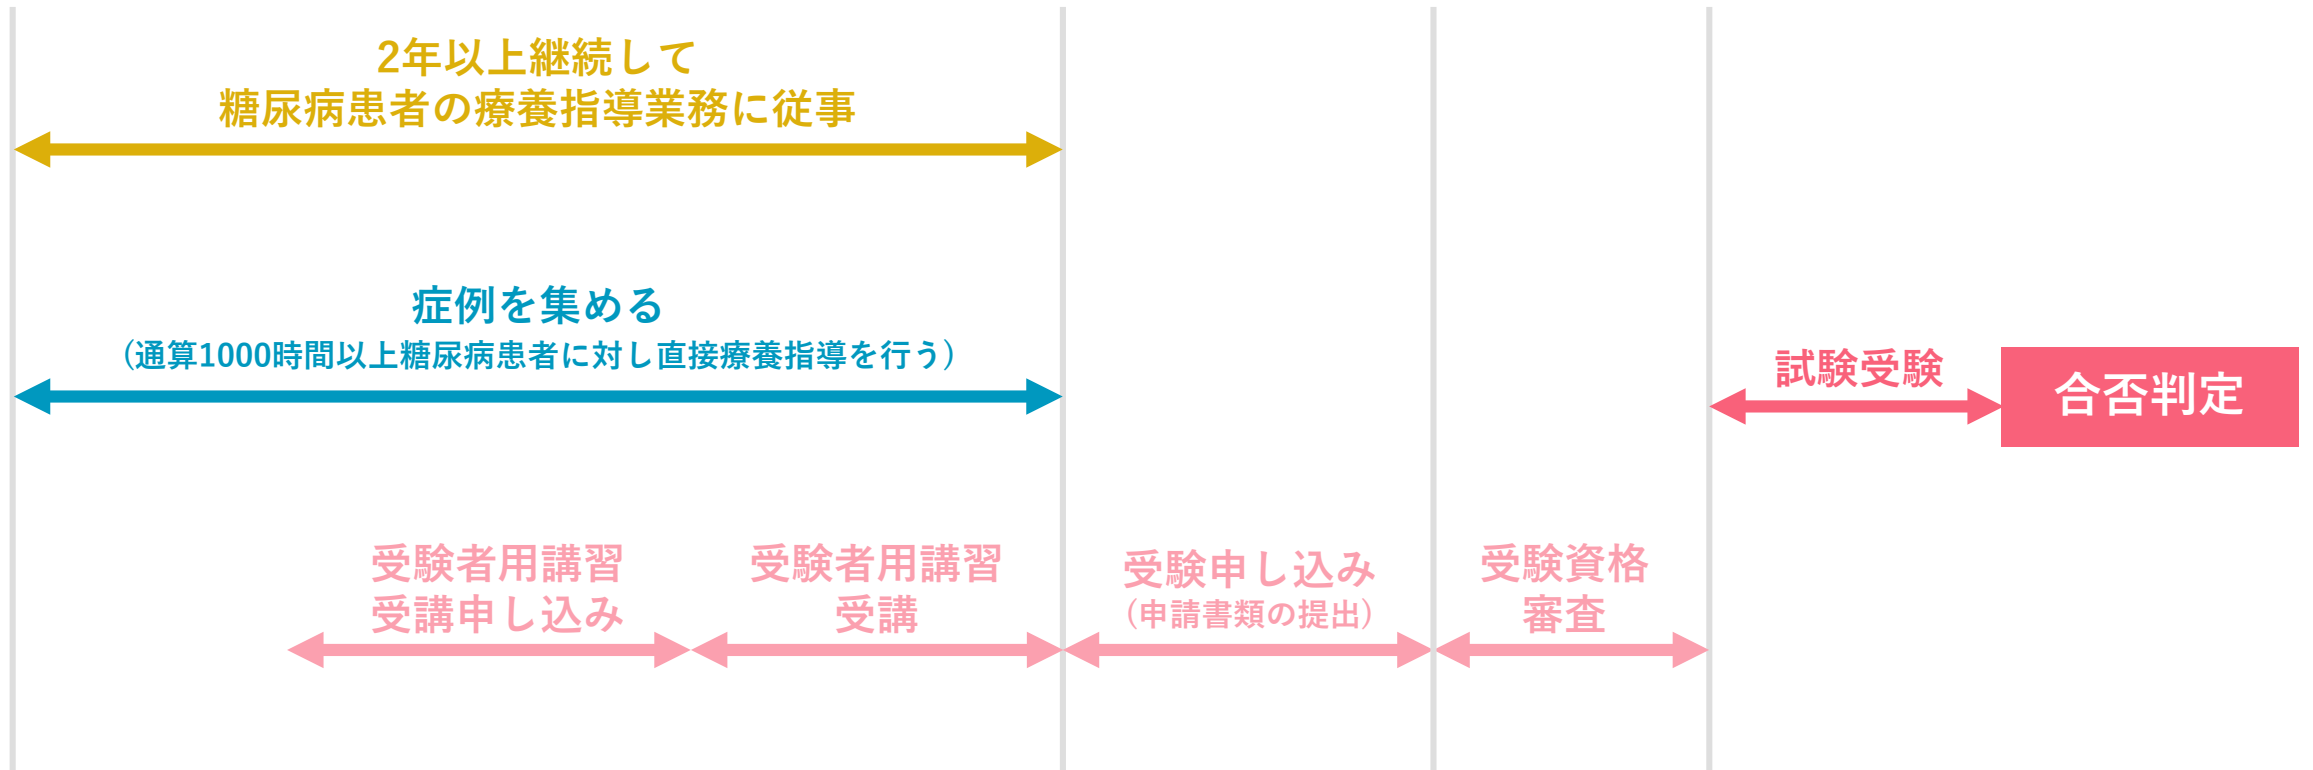 2年以上継続して
糖尿病患者の療養指導業務に従事
症例を集める
(通算1000時間以上糖尿病患者に対し直接療養指導を行う)
試験受験
合否判定
受験者用講習
受講申し込み
受験者用講習
受講
受験申し込み
(申請書類の提出)
受験資格
審査